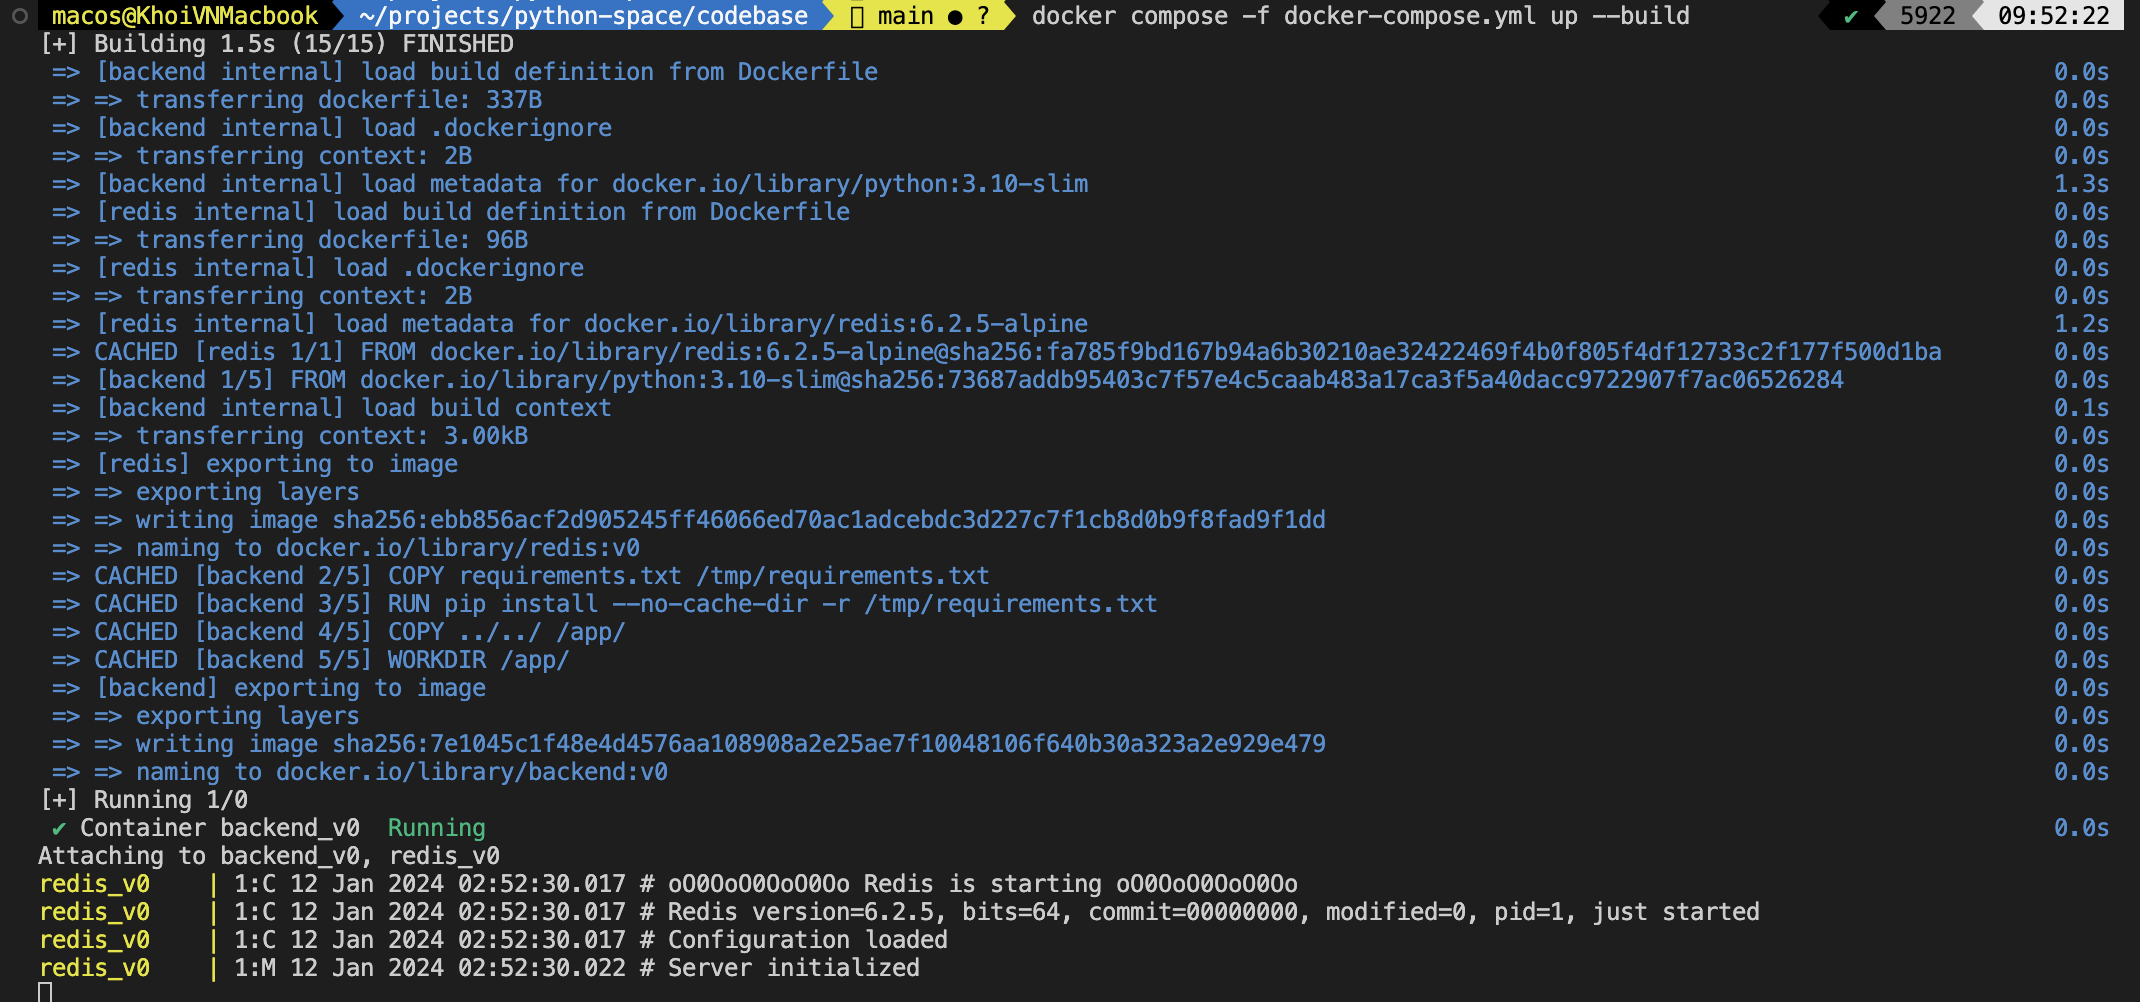 macos@KhoiVNMacbook ~/projects/python-space/codebase main ● ? docker compose -f docker-compose.yml up --build ✔ 5922 09:52:22
[+] Building 1.5s (15/15) FINISHED
=> [backend internal] load build definition from Dockerfile 0.0s
=> => transferring dockerfile: 337B 0.0s
=> [backend internal] load .dockerignore 0.0s
=> => transferring context: 2B 0.0s
=> [backend internal] load metadata for docker.io/library/python:3.10-slim 1.3s
=> [redis internal] load build definition from Dockerfile 0.0s
=> => transferring dockerfile: 96B 0.0s
=> [redis internal] load .dockerignore 0.0s
=> => transferring context: 2B 0.0s
=> [redis internal] load metadata for docker.io/library/redis:6.2.5-alpine 1.2s
=> CACHED [redis 1/1] FROM docker.io/library/redis:6.2.5-alpine@sha256:fa785f9bd167b94a6b30210ae32422469f4b0f805f4df12733c2f177f500d1ba 0.0s
=> [backend 1/5] FROM docker.io/library/python:3.10-slim@sha256:73687addb95403c7f57e4c5caab483a17ca3f5a40dacc9722907f7ac06526284 0.0s
=> [backend internal] load build context 0.1s
=> => transferring context: 3.00kB 0.0s
=> [redis] exporting to image 0.0s
=> => exporting layers 0.0s
=> => writing image sha256:ebb856acf2d905245ff46066ed70ac1adcebdc3d227c7f1cb8d0b9f8fad9f1dd 0.0s
=> => naming to docker.io/library/redis:v0 0.0s
=> CACHED [backend 2/5] COPY requirements.txt /tmp/requirements.txt 0.0s
=> CACHED [backend 3/5] RUN pip install --no-cache-dir -r /tmp/requirements.txt 0.0s
=> CACHED [backend 4/5] COPY ../../ /app/ 0.0s
=> CACHED [backend 5/5] WORKDIR /app/ 0.0s
=> [backend] exporting to image 0.0s
=> => exporting layers 0.0s
=> => writing image sha256:7e1045c1f48e4d4576aa108908a2e25ae7f10048106f640b30a323a2e929e479 0.0s
=> => naming to docker.io/library/backend:v0 0.0s
[+] Running 1/0
✔ Container backend_v0 Running 0.0s
Attaching to backend_v0, redis_v0
redis_v0 | 1:C 12 Jan 2024 02:52:30.017 # oO0OoO0OoO0Oo Redis is starting oO0OoO0OoO0Oo
redis_v0 | 1:C 12 Jan 2024 02:52:30.017 # Redis version=6.2.5, bits=64, commit=00000000, modified=0, pid=1, just started
redis_v0 | 1:C 12 Jan 2024 02:52:30.017 # Configuration loaded
redis_v0 | 1:M 12 Jan 2024 02:52:30.022 # Server initialized